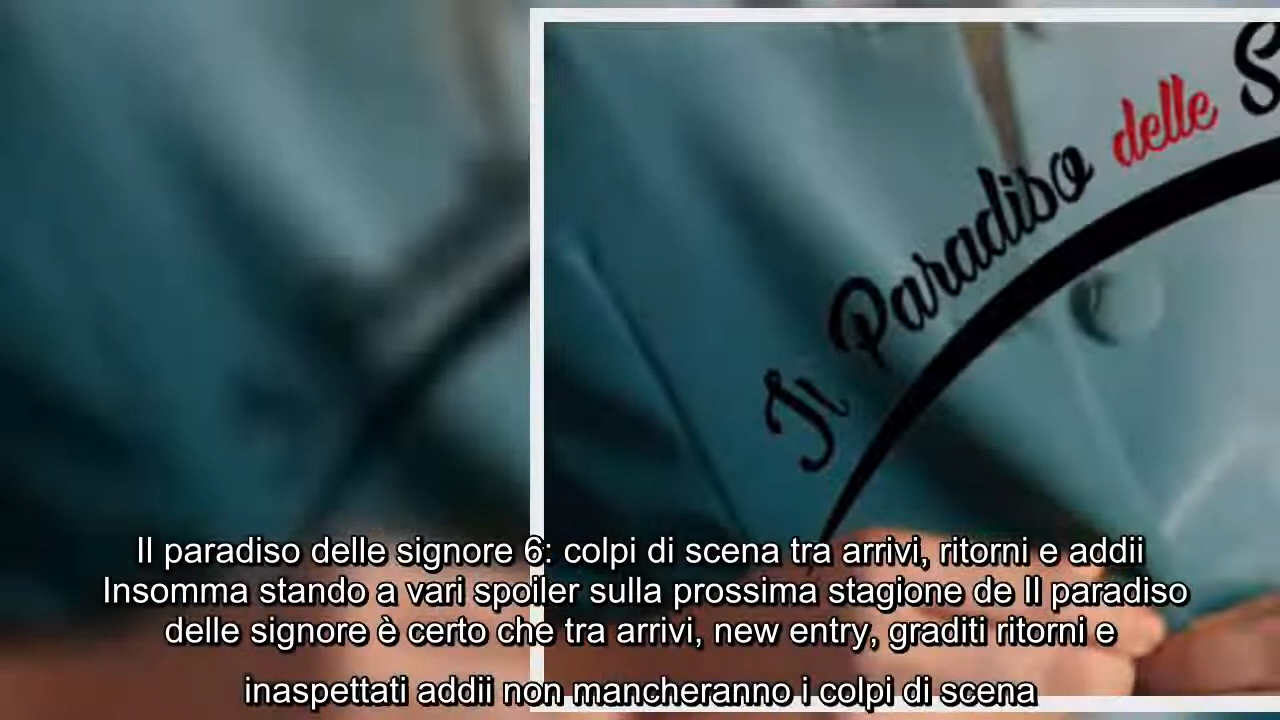 Il Paradiso delle S
Il paradiso delle signore 6: colpi di scena tra arrivi, ritorni e addii
Insomma stando a vari spoiler sulla prossima stagione de Il paradiso
delle signore è certo che tra arrivi, new entry, graditi ritorni e
inaspettati addii non mancheranno i colpi di scena